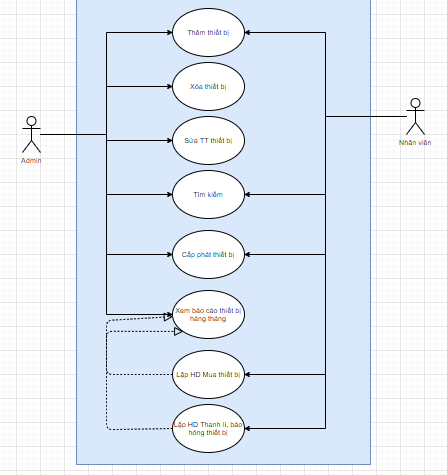 Thêm thiết bị
Xóa thiết bị
Sửa TT thiết bị
Admin
Nhân viên
Tìm kiếm
Cấp phát thiết bị
Xem báo cáo thiết bị
hàng tháng
Lập HD Mua thiết bị
Lập HD Thanh lí, báo
hỏng thiết bị